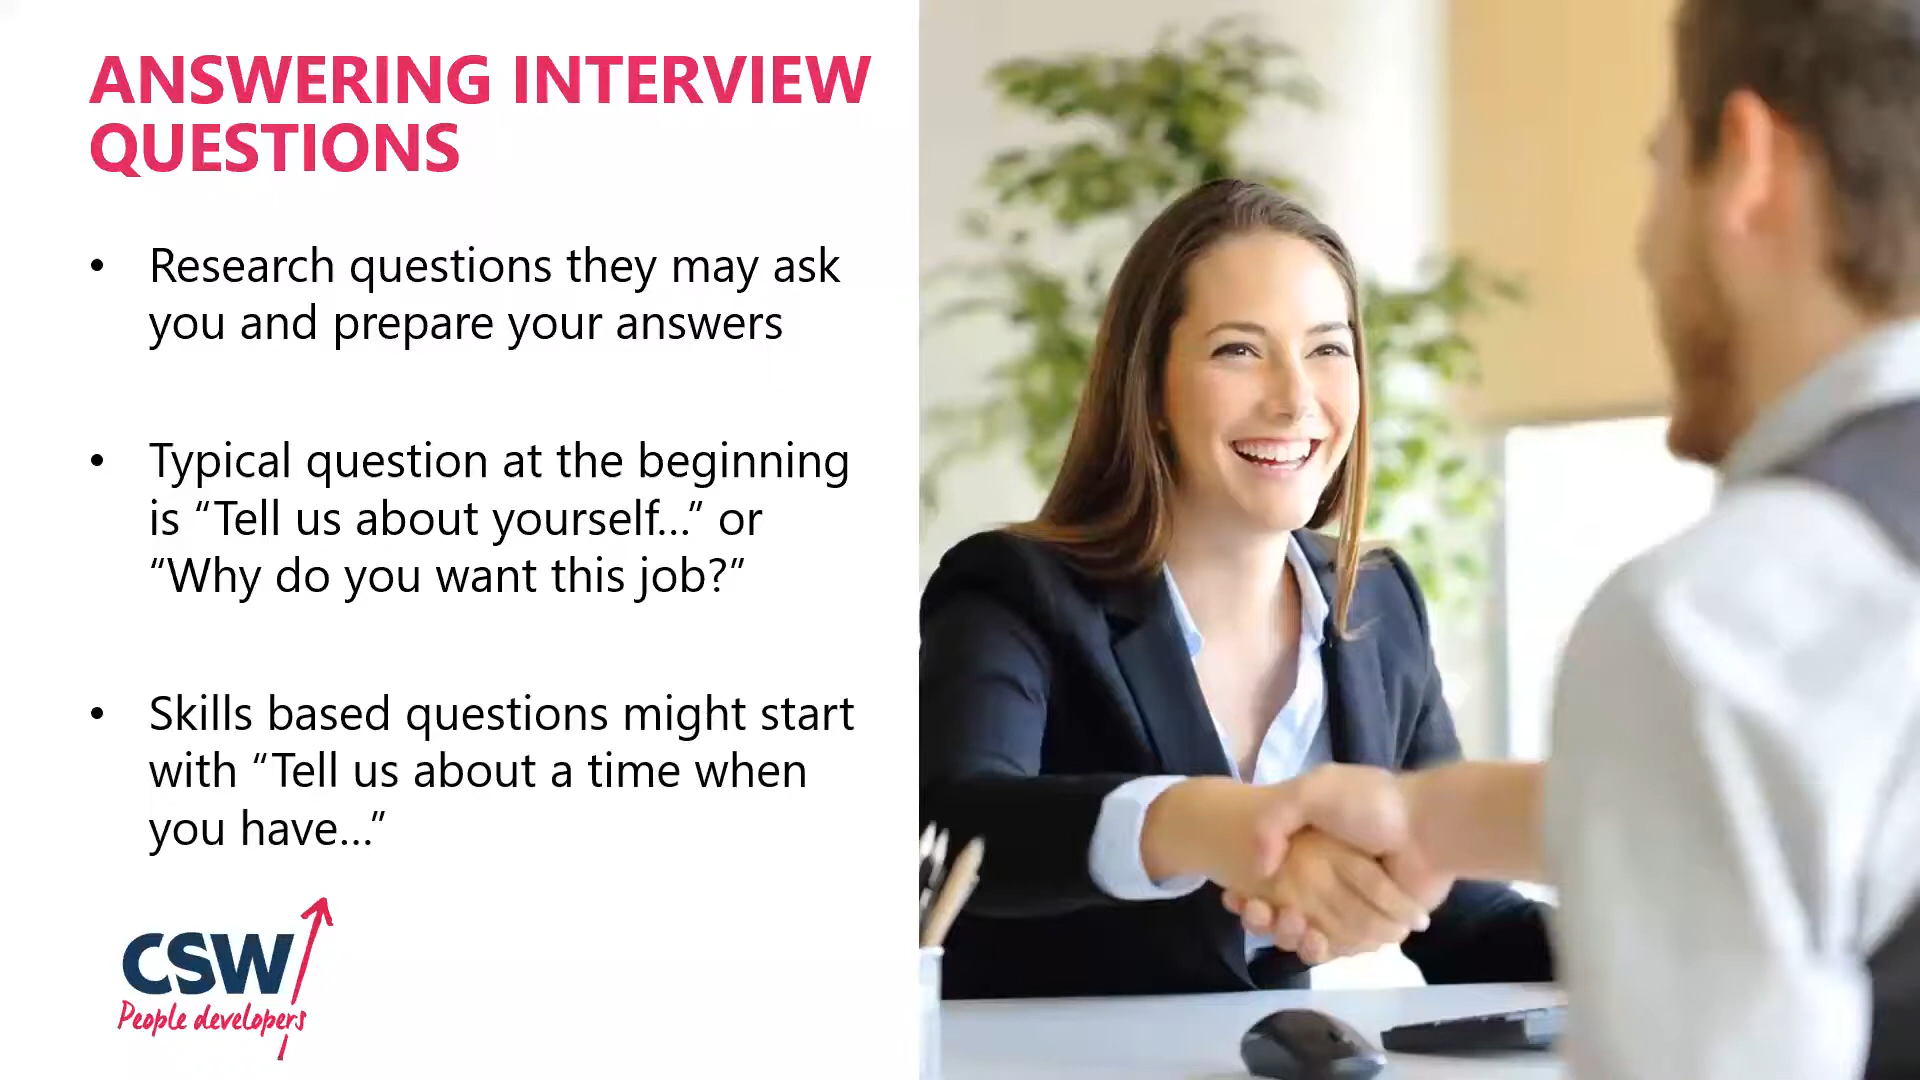 ANSWERING INTERVIEW
QUESTIONS
• Research questions they may ask
you and prepare your answers
• Typical question at the beginning
is “Tell us about yourself…” or
“Why do you want this job?”
• Skills based questions might start
with “Tell us about a time when
you have…”
CSW
People developers